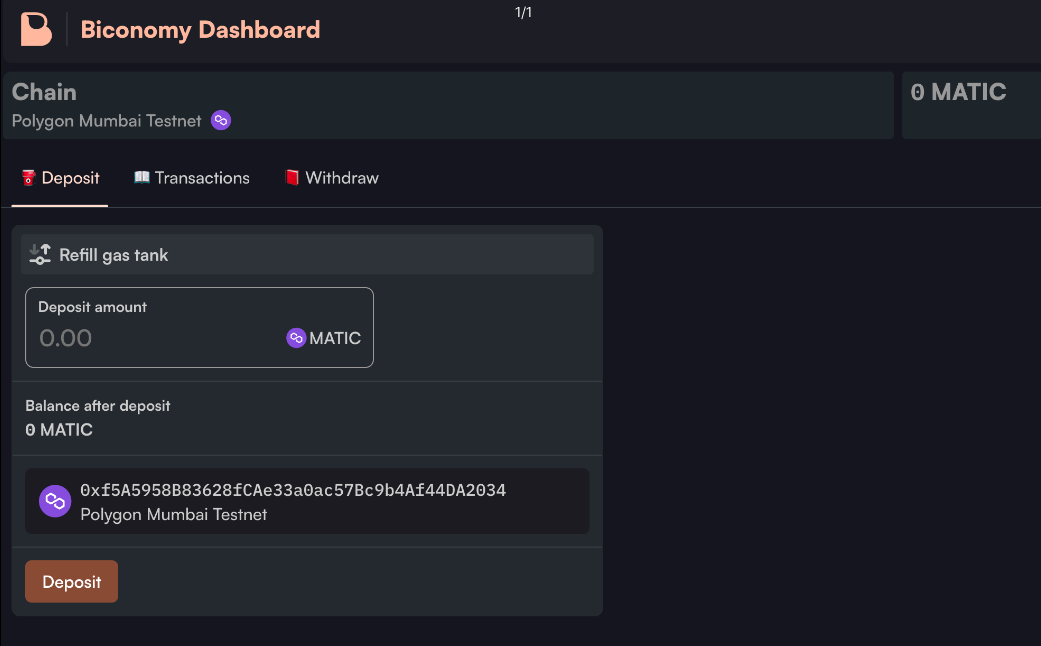 1/1
Biconomy Dashboard
Chain
0 MATIC
Polygon Mumbai Testnet
Deposit
Transactions
Withdraw
Refill gas tank
Deposit amount
0.00
MATIC
Balance after deposit
0 MATIC
0xf5A5958B83628fCAe33a0ac57Bc9b4Af44DA2034
Polygon Mumbai Testnet
Deposit